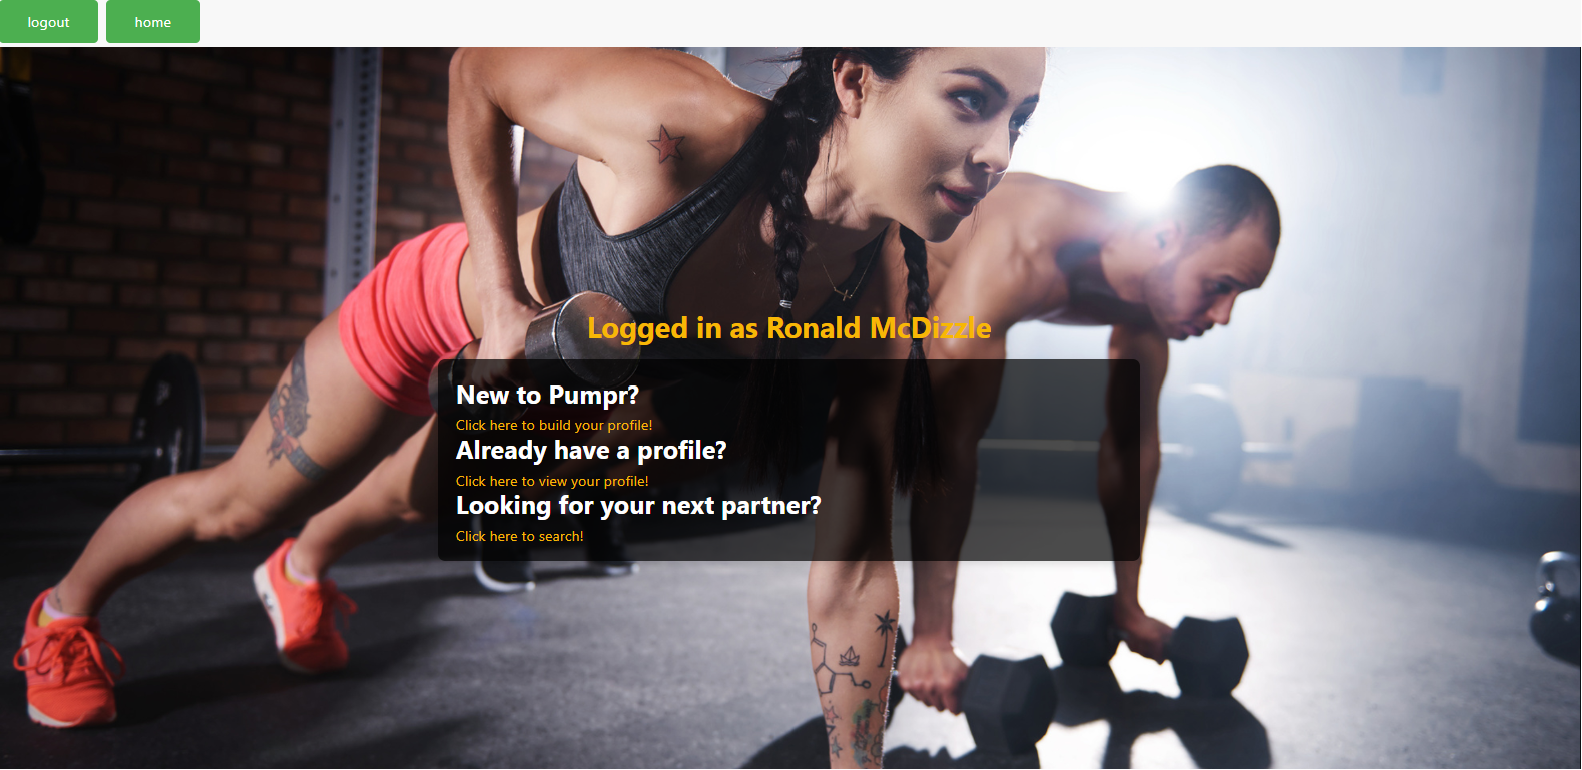 logout home
Logged in as Ronald McDizzle
New to Pumpr?
Click here to build your profile!
Already have a profile?
Click here to view your profile!
Looking for your next partner?
Click here to search!